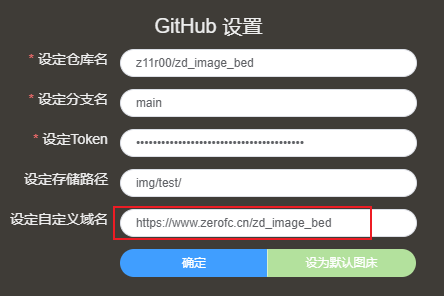 GitHub 设置
* 设定仓库名 z11r00/zd_image_bed
* 设定分支名 main
* 设定Token ••••••••••••••••••••••••••••••••••••••••
设定存储路径 img/test/
设定自定义域名 https://www.zerofc.cn/zd_image_bed
确定 设为默认图床